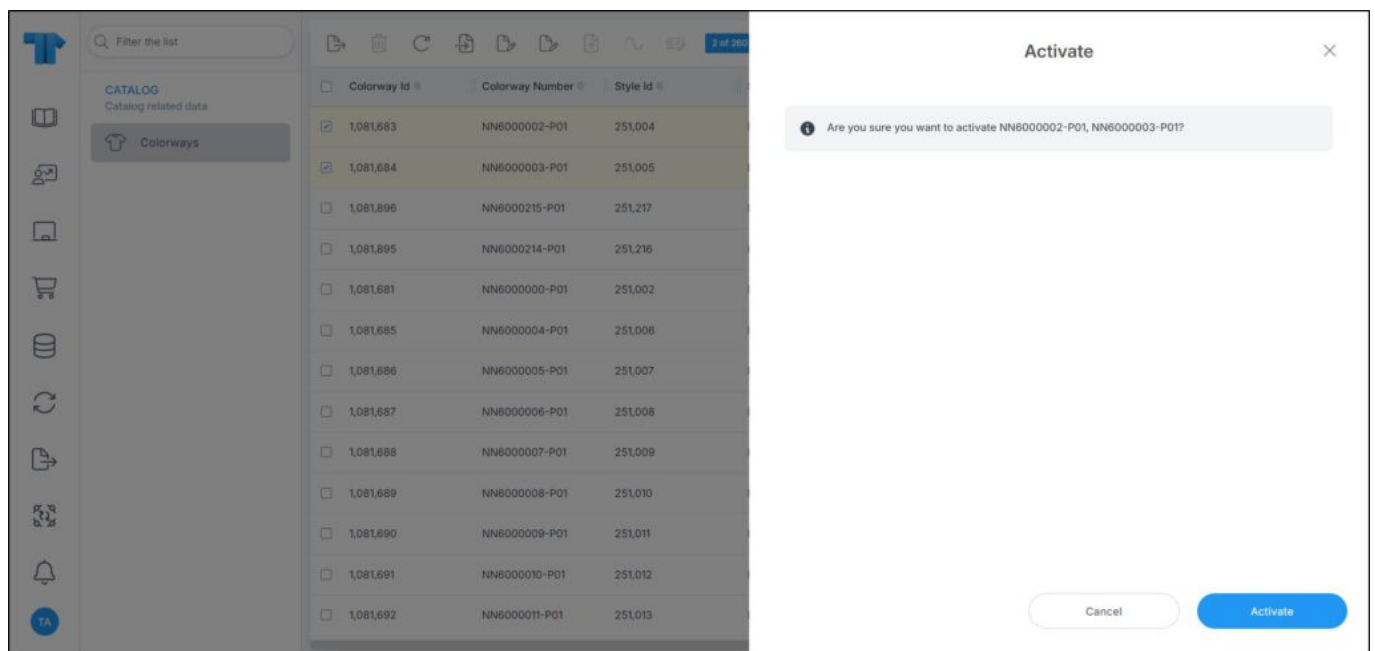 Filter the list
CATALOG
Catalog related data
Colorways
2 of 260
Colorway Id Colorway Number Style Id
1,081,683 NN6000002-P01 251,004
1,081,684 NN6000003-P01 251,005
1,081,896 NN6000215-P01 251,217
1,081,895 NN6000214-P01 251,216
1,081,681 NN6000000-P01 251,002
1,081,685 NN6000004-P01 251,006
1,081,686 NN6000005-P01 251,007
1,081,687 NN6000006-P01 251,008
1,081,688 NN6000007-P01 251,009
1,081,689 NN6000008-P01 251,010
1,081,690 NN6000009-P01 251,011
1,081,691 NN6000010-P01 251,012
1,081,692 NN6000011-P01 251,013
TA
Activate
Are you sure you want to activate NN6000002-P01, NN6000003-P01?
Cancel
Activate